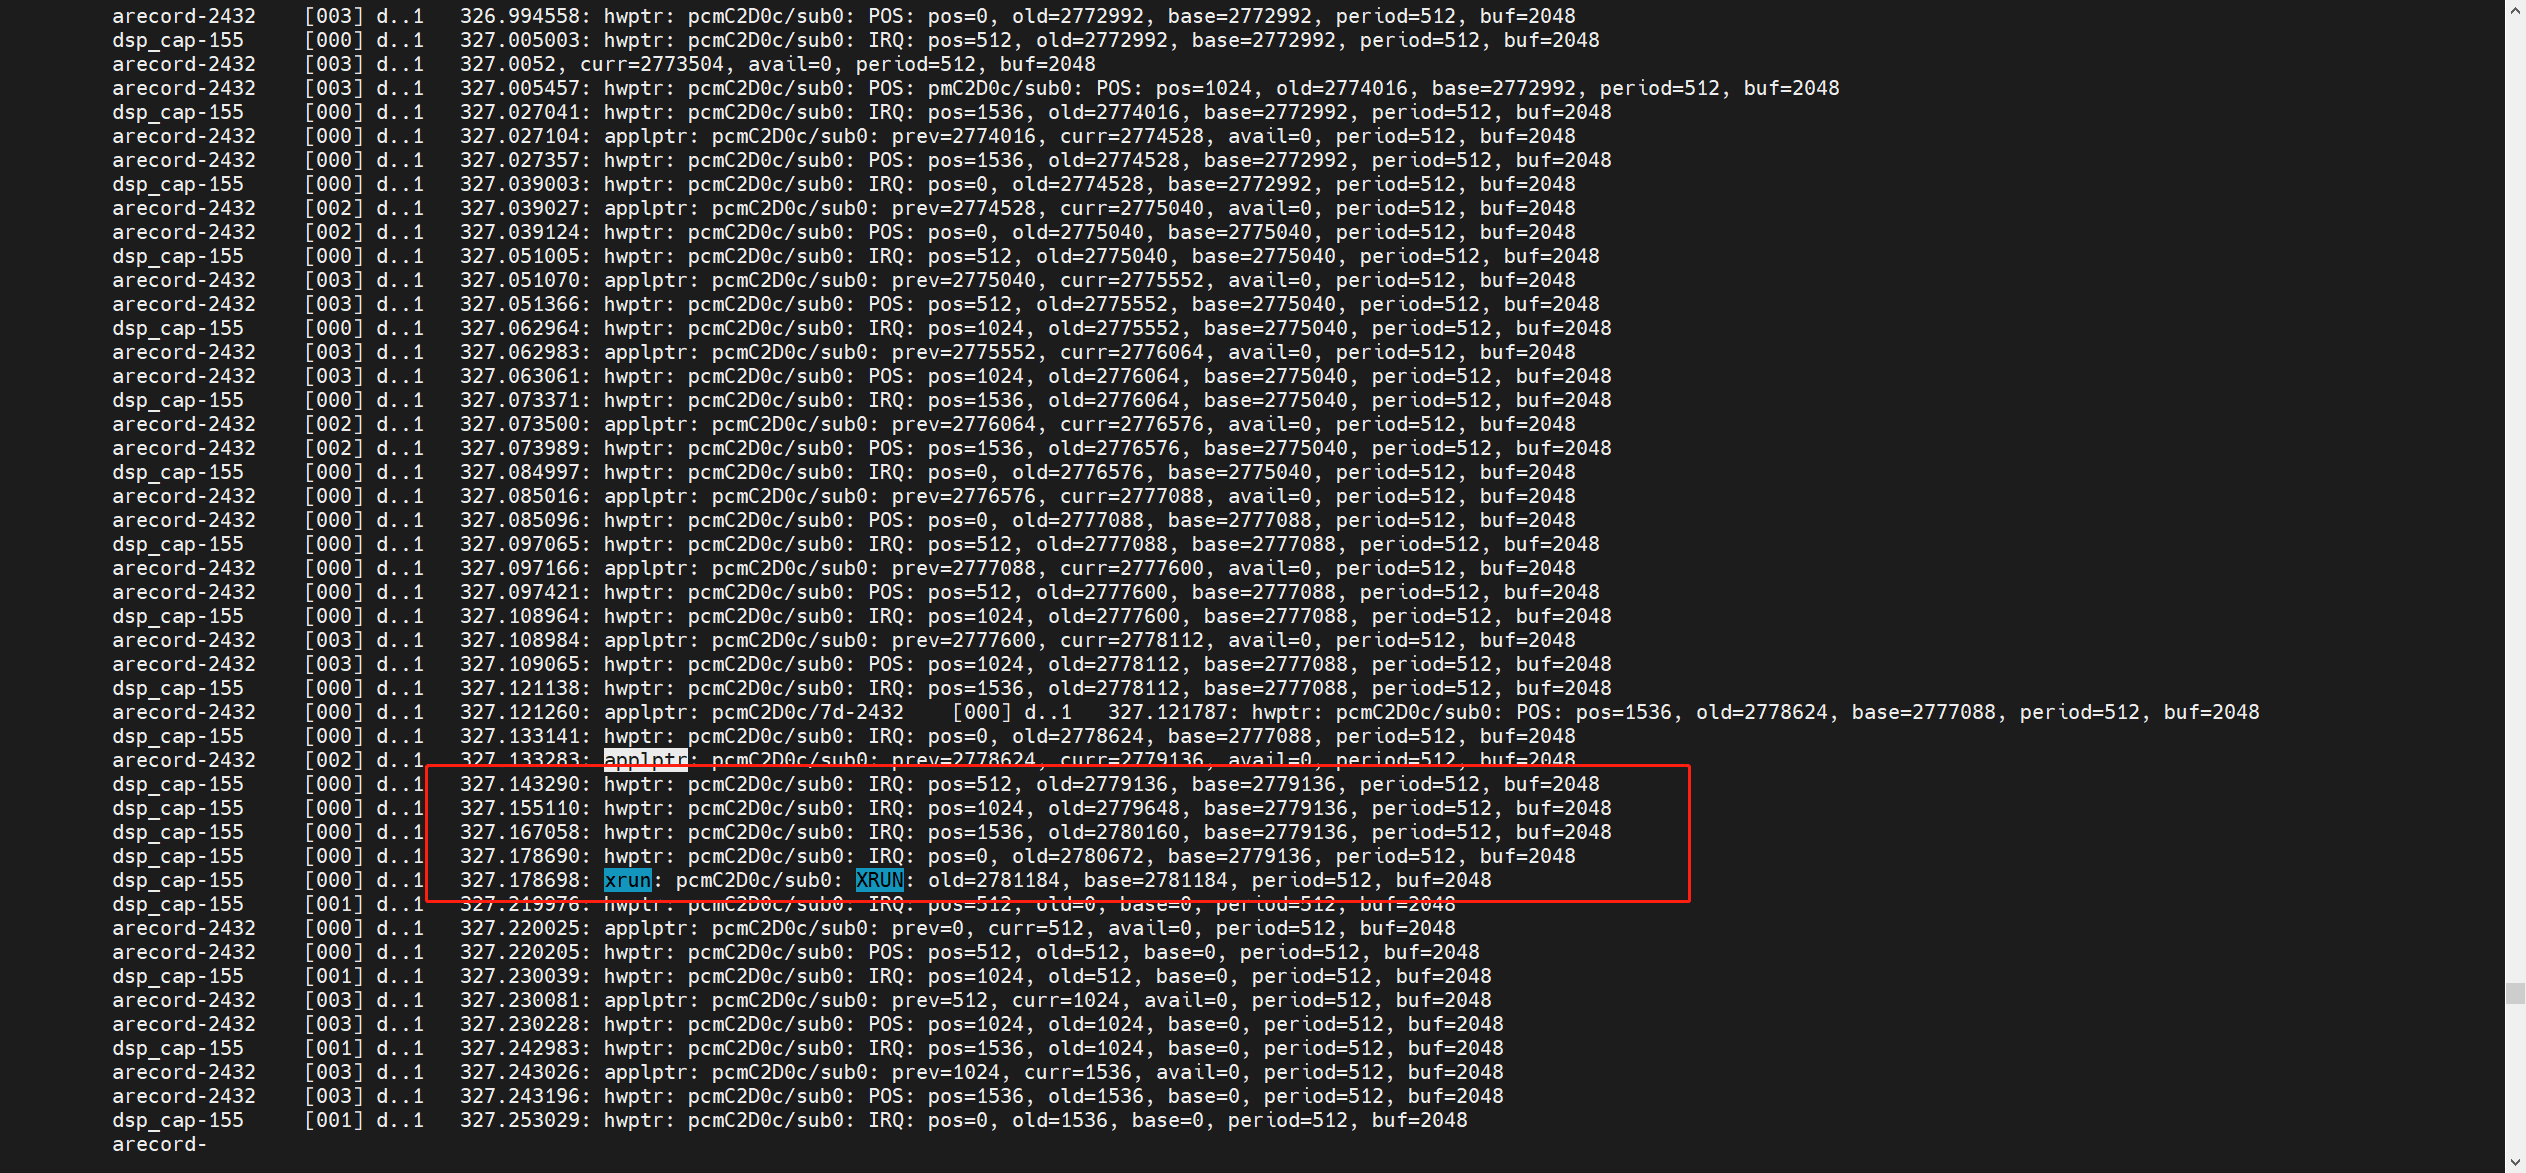 arecord-2432    [003] d..1   326.994558: hwptr: pcmC2D0c/sub0: POS: pos=0, old=2772992, base=2772992, period=512, buf=2048
dsp_cap-155     [000] d..1   327.005003: hwptr: pcmC2D0c/sub0: IRQ: pos=512, old=2772992, base=2772992, period=512, buf=2048
arecord-2432    [003] d..1   327.0052, curr=2773504, avail=0, period=512, buf=2048
arecord-2432    [003] d..1   327.005457: hwptr: pcmC2D0c/sub0: POS: pmC2D0c/sub0: POS: pos=1024, old=2774016, base=2772992, period=512, buf=2048
dsp_cap-155     [000] d..1   327.027041: hwptr: pcmC2D0c/sub0: IRQ: pos=1536, old=2774016, base=2772992, period=512, buf=2048
arecord-2432    [000] d..1   327.027104: applptr: pcmC2D0c/sub0: prev=2774016, curr=2774528, avail=0, period=512, buf=2048
arecord-2432    [000] d..1   327.027357: hwptr: pcmC2D0c/sub0: POS: pos=1536, old=2774528, base=2772992, period=512, buf=2048
dsp_cap-155     [000] d..1   327.039003: hwptr: pcmC2D0c/sub0: IRQ: pos=0, old=2774528, base=2772992, period=512, buf=2048
arecord-2432    [002] d..1   327.039027: applptr: pcmC2D0c/sub0: prev=2774528, curr=2775040, avail=0, period=512, buf=2048
arecord-2432    [002] d..1   327.039124: hwptr: pcmC2D0c/sub0: POS: pos=0, old=2775040, base=2775040, period=512, buf=2048
dsp_cap-155     [000] d..1   327.051005: hwptr: pcmC2D0c/sub0: IRQ: pos=512, old=2775040, base=2775040, period=512, buf=2048
arecord-2432    [003] d..1   327.051070: applptr: pcmC2D0c/sub0: prev=2775040, curr=2775552, avail=0, period=512, buf=2048
arecord-2432    [003] d..1   327.051366: hwptr: pcmC2D0c/sub0: POS: pos=512, old=2775552, base=2775040, period=512, buf=2048
dsp_cap-155     [000] d..1   327.062964: hwptr: pcmC2D0c/sub0: IRQ: pos=1024, old=2775552, base=2775040, period=512, buf=2048
arecord-2432    [003] d..1   327.062983: applptr: pcmC2D0c/sub0: prev=2775552, curr=2776064, avail=0, period=512, buf=2048
arecord-2432    [003] d..1   327.063061: hwptr: pcmC2D0c/sub0: POS: pos=1024, old=2776064, base=2775040, period=512, buf=2048
dsp_cap-155     [000] d..1   327.073371: hwptr: pcmC2D0c/sub0: IRQ: pos=1536, old=2776064, base=2775040, period=512, buf=2048
arecord-2432    [002] d..1   327.073500: applptr: pcmC2D0c/sub0: prev=2776064, curr=2776576, avail=0, period=512, buf=2048
arecord-2432    [002] d..1   327.073989: hwptr: pcmC2D0c/sub0: POS: pos=1536, old=2776576, base=2775040, period=512, buf=2048
dsp_cap-155     [000] d..1   327.084997: hwptr: pcmC2D0c/sub0: IRQ: pos=0, old=2776576, base=2775040, period=512, buf=2048
arecord-2432    [000] d..1   327.085016: applptr: pcmC2D0c/sub0: prev=2776576, curr=2777088, avail=0, period=512, buf=2048
arecord-2432    [000] d..1   327.085096: hwptr: pcmC2D0c/sub0: POS: pos=0, old=2777088, base=2777088, period=512, buf=2048
dsp_cap-155     [000] d..1   327.097065: hwptr: pcmC2D0c/sub0: IRQ: pos=512, old=2777088, base=2777088, period=512, buf=2048
arecord-2432    [000] d..1   327.097166: applptr: pcmC2D0c/sub0: prev=2777088, curr=2777600, avail=0, period=512, buf=2048
arecord-2432    [000] d..1   327.097421: hwptr: pcmC2D0c/sub0: POS: pos=512, old=2777600, base=2777088, period=512, buf=2048
dsp_cap-155     [000] d..1   327.108964: hwptr: pcmC2D0c/sub0: IRQ: pos=1024, old=2777600, base=2777088, period=512, buf=2048
arecord-2432    [003] d..1   327.108984: applptr: pcmC2D0c/sub0: prev=2777600, curr=2778112, avail=0, period=512, buf=2048
arecord-2432    [003] d..1   327.109065: hwptr: pcmC2D0c/sub0: POS: pos=1024, old=2778112, base=2777088, period=512, buf=2048
dsp_cap-155     [000] d..1   327.121138: hwptr: pcmC2D0c/sub0: IRQ: pos=1536, old=2778112, base=2777088, period=512, buf=2048
arecord-2432    [000] d..1   327.121260: applptr: pcmC2D0c/7d-2432    [000] d..1   327.121787: hwptr: pcmC2D0c/sub0: POS: pos=1536, old=2778624, base=2777088, period=512, buf=2048
dsp_cap-155     [000] d..1   327.133141: hwptr: pcmC2D0c/sub0: IRQ: pos=0, old=2778624, base=2777088, period=512, buf=2048
arecord-2432    [002] d..1   327.133283: applptr: pcmC2D0c/sub0: prev=2778624, curr=2779136, avail=0, period=512, buf=2048
dsp_cap-155     [000] d..1   327.143290: hwptr: pcmC2D0c/sub0: IRQ: pos=512, old=2779136, base=2779136, period=512, buf=2048
dsp_cap-155     [000] d..1   327.155110: hwptr: pcmC2D0c/sub0: IRQ: pos=1024, old=2779648, base=2779136, period=512, buf=2048
dsp_cap-155     [000] d..1   327.167058: hwptr: pcmC2D0c/sub0: IRQ: pos=1536, old=2780160, base=2779136, period=512, buf=2048
dsp_cap-155     [000] d..1   327.178690: hwptr: pcmC2D0c/sub0: IRQ: pos=0, old=2780672, base=2779136, period=512, buf=2048
dsp_cap-155     [000] d..1   327.178698: xrun: pcmC2D0c/sub0: XRUN: old=2781184, base=2781184, period=512, buf=2048
dsp_cap-155     [001] d..1   327.219976: hwptr: pcmC2D0c/sub0: IRQ: pos=512, old=0, base=0, period=512, buf=2048
arecord-2432    [000] d..1   327.220025: applptr: pcmC2D0c/sub0: prev=0, curr=512, avail=0, period=512, buf=2048
arecord-2432    [000] d..1   327.220205: hwptr: pcmC2D0c/sub0: POS: pos=512, old=512, base=0, period=512, buf=2048
dsp_cap-155     [001] d..1   327.230039: hwptr: pcmC2D0c/sub0: IRQ: pos=1024, old=512, base=0, period=512, buf=2048
arecord-2432    [003] d..1   327.230081: applptr: pcmC2D0c/sub0: prev=512, curr=1024, avail=0, period=512, buf=2048
arecord-2432    [003] d..1   327.230228: hwptr: pcmC2D0c/sub0: POS: pos=1024, old=1024, base=0, period=512, buf=2048
dsp_cap-155     [001] d..1   327.242983: hwptr: pcmC2D0c/sub0: IRQ: pos=1536, old=1024, base=0, period=512, buf=2048
arecord-2432    [003] d..1   327.243026: applptr: pcmC2D0c/sub0: prev=1024, curr=1536, avail=0, period=512, buf=2048
arecord-2432    [003] d..1   327.243196: hwptr: pcmC2D0c/sub0: POS: pos=1536, old=1536, base=0, period=512, buf=2048
dsp_cap-155     [001] d..1   327.253029: hwptr: pcmC2D0c/sub0: IRQ: pos=0, old=1536, base=0, period=512, buf=2048
arecord-